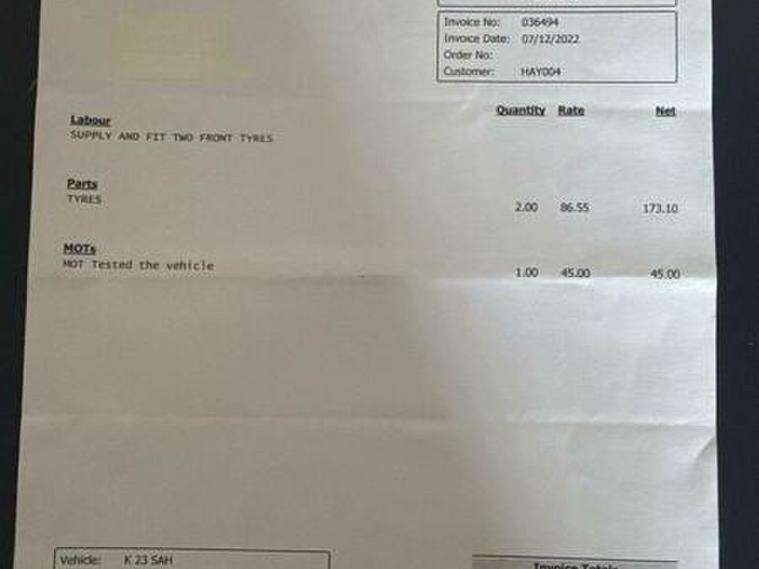 Invoice No: 036494
Invoice Date: 07/12/2022
Order No:
Customer: HAY004
Quantity Rate Net
Labour
SUPPLY AND FIT TWO FRONT TYRES
Parts
TYRES 2.00 86.55 173.10
MOTs
MOT Tested the vehicle 1.00 45.00 45.00
Vehicle: K 23 SAH
Invoice Totals